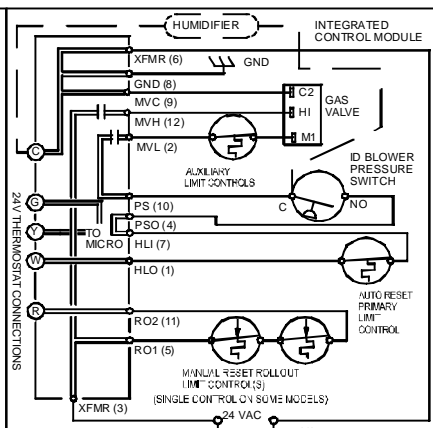 HUMIDIFIER
INTEGRATED
CONTROL MODULE
XFMR (6)
GND
GND (8)
MVC (9)
MVH (12)
MVL (2)
C2
HI
M1
GAS
VALVE
AUXILIARY
LIMIT CONTROLS
ID BLOWER
PRESSURE
SWITCH
C
NO
C
G
Y
W
R
24V THERMOSTAT CONNECTIONS
TO
MICRO
PS (10)
PSO (4)
HLI (7)
HLO (1)
AUTO RESET
PRIMARY
LIMIT
CONTROL
RO2 (11)
RO1 (5)
MANUAL RESET ROLLOUT
LIMIT CONTROL(S)
(SINGLE CONTROL ON SOME MODELS)
XFMR (3)
24 VAC